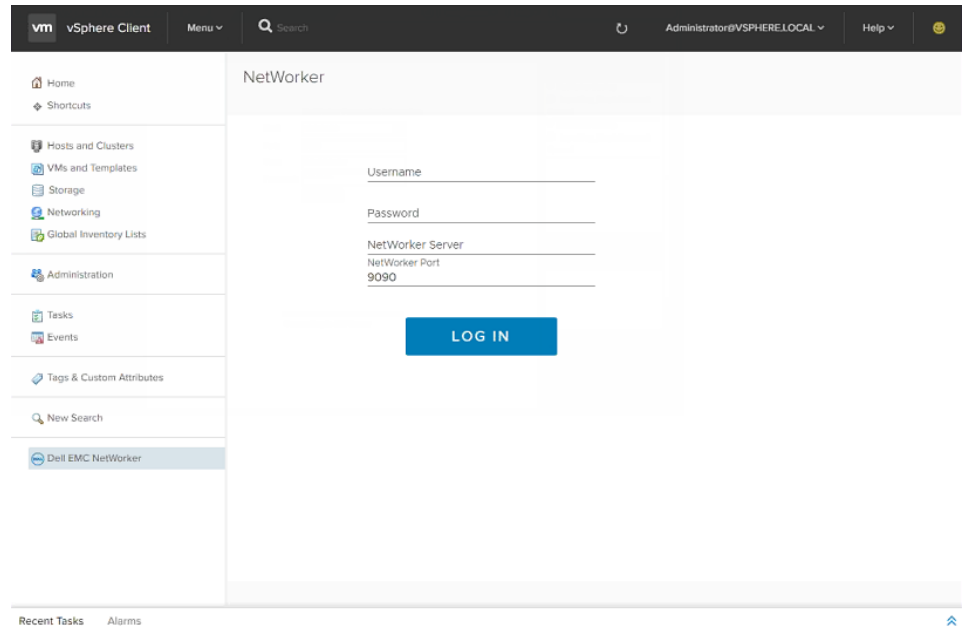 vm vSphere Client Menu Search Administrator@VSPHERE.LOCAL Help
NetWorker
Home
Shortcuts
Hosts and Clusters
VMs and Templates
Storage
Networking
Global Inventory Lists
Administration
Tasks
Events
Tags & Custom Attributes
New Search
Dell EMC NetWorker
Username
Password
NetWorker Server
NetWorker Port
9090
LOG IN
Recent Tasks Alarms